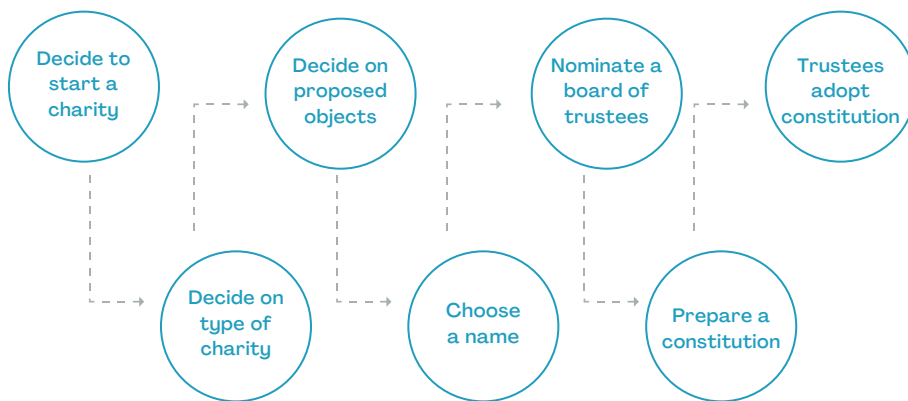 Decide to
start a
charity
Decide on
type of
charity
Decide on
proposed
objects
Choose
a name
Nominate a
board of
trustees
Prepare a
constitution
Trustees
adopt
constitution